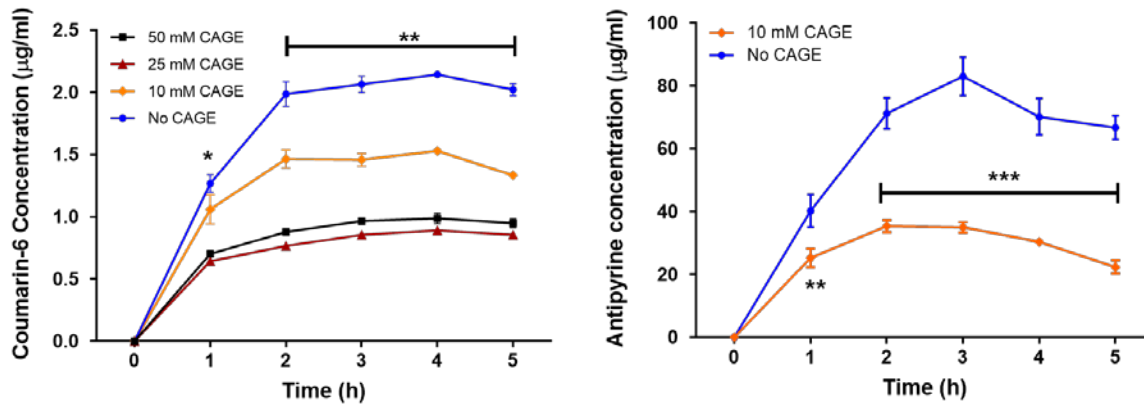 Coumarin-6 Concentration (μg/ml)
2.5
2.0
1.5
1.0
0.5
0.0
50 mM CAGE
25 mM CAGE
10 mM CAGE
No CAGE
*
**
0 1 2 3 4 5
Time (h)
Antipyrine concentration (μg/ml)
100
80
60
40
20
0
10 mM CAGE
No CAGE
***
**
0 1 2 3 4 5
Time (h)